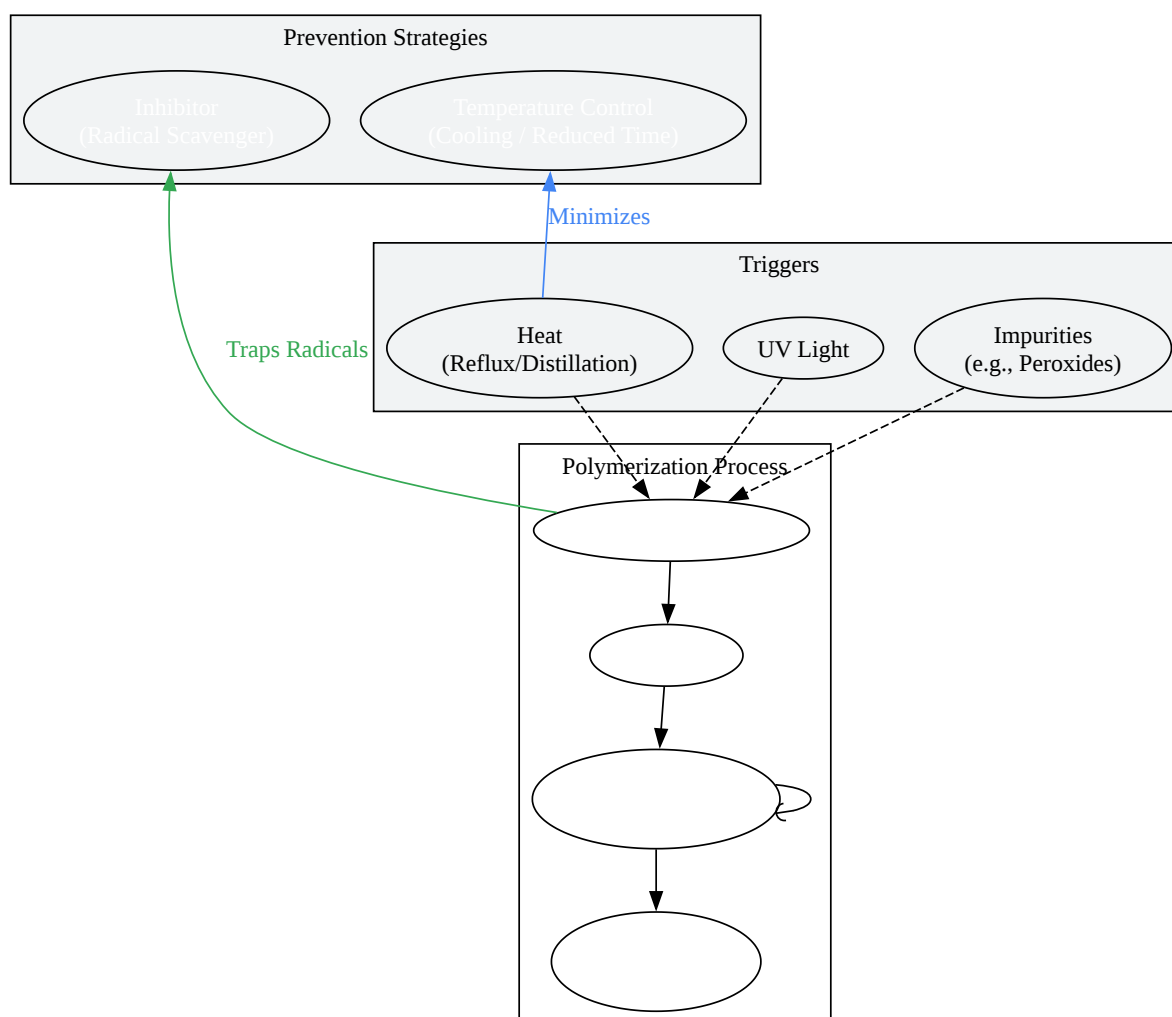 Prevention Strategies
Inhibitor
(Radical Scavenger)
Temperature Control
(Cooling / Reduced Time)
Minimizes
Triggers
Traps Radicals
Heat
(Reflux/Distillation)
UV Light
Impurities
(e.g., Peroxides)
Polymerization Process